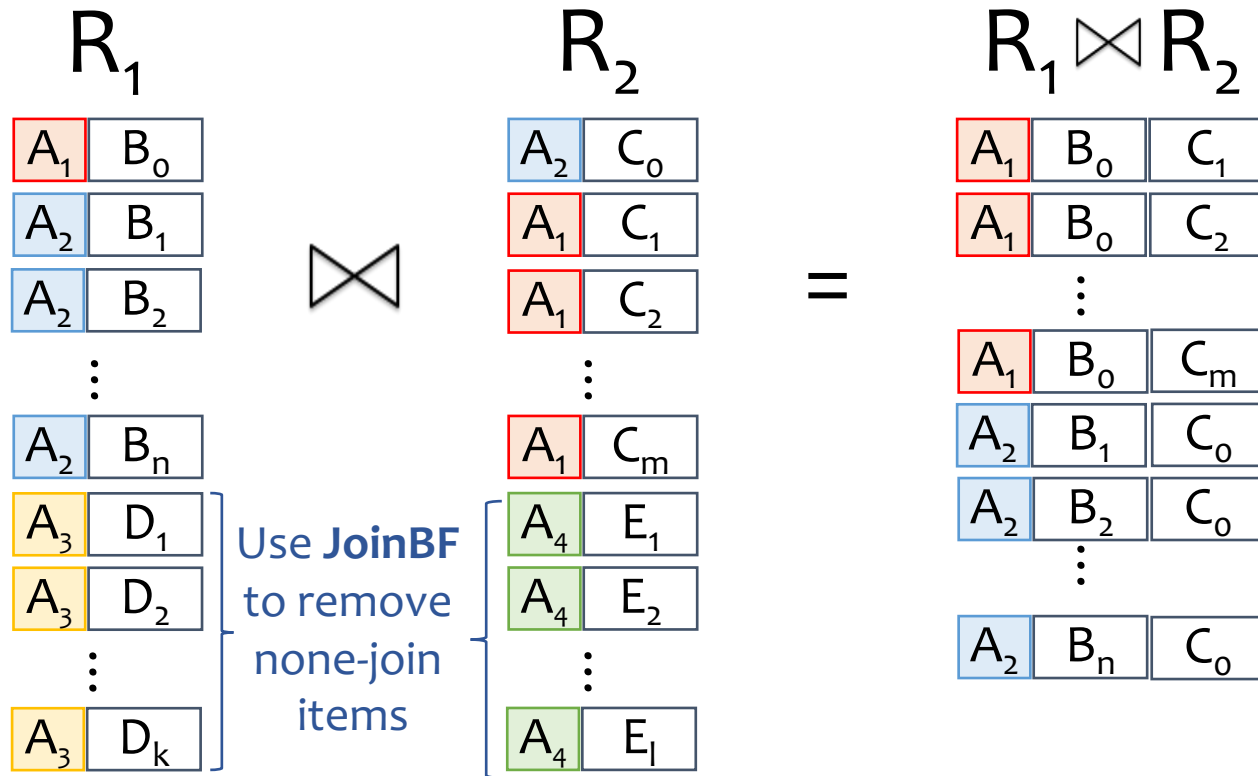 R₁ R₂ R₁ ⋈ R₂
A₁ B₀ A₂ C₀ A₁ B₀ C₁
A₂ B₁ A₁ C₁ A₁ B₀ C₂
A₂ B₂ ⋈ A₁ C₂ = ⋮
⋮ ⋮ A₁ B₀ Cₘ
A₂ Bₙ A₁ Cₘ A₂ B₁ C₀
A₃ D₁ A₄ E₁ A₂ B₂ C₀
A₃ D₂ A₄ E₂ ⋮
⋮ ⋮ A₂ Bₙ C₀
A₃ Dₖ A₄ Eₗ
Use JoinBF
to remove
none-join
items